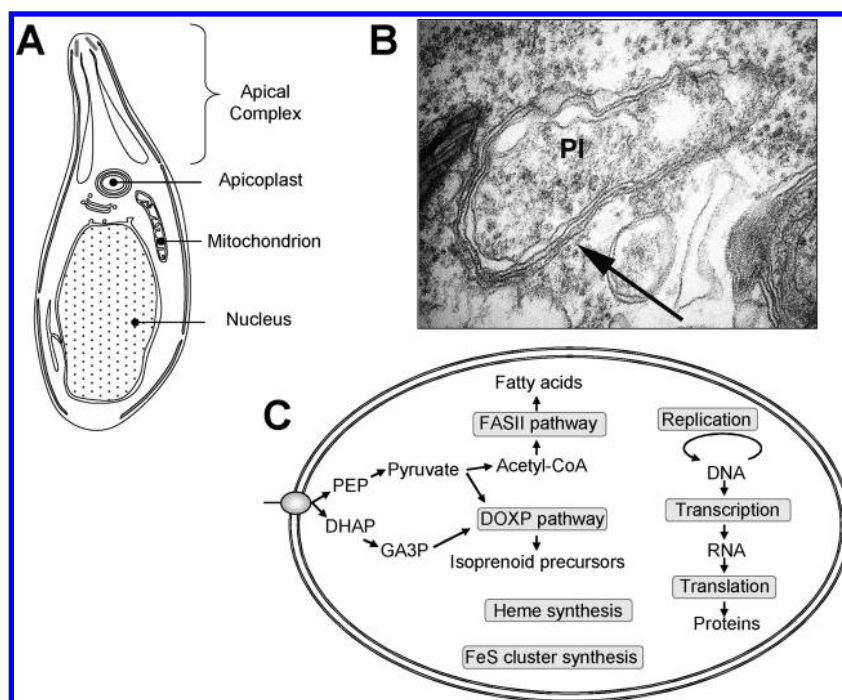 A
Apical
Complex
Apicoplast
Mitochondrion
Nucleus
B
Pl
C
Fatty acids
FASII pathway
PEP
Pyruvate
Acetyl-CoA
DHAP
GA3P
DOXP pathway
Isoprenoid precursors
Heme synthesis
FeS cluster synthesis
Replication
DNA
Transcription
RNA
Translation
Proteins